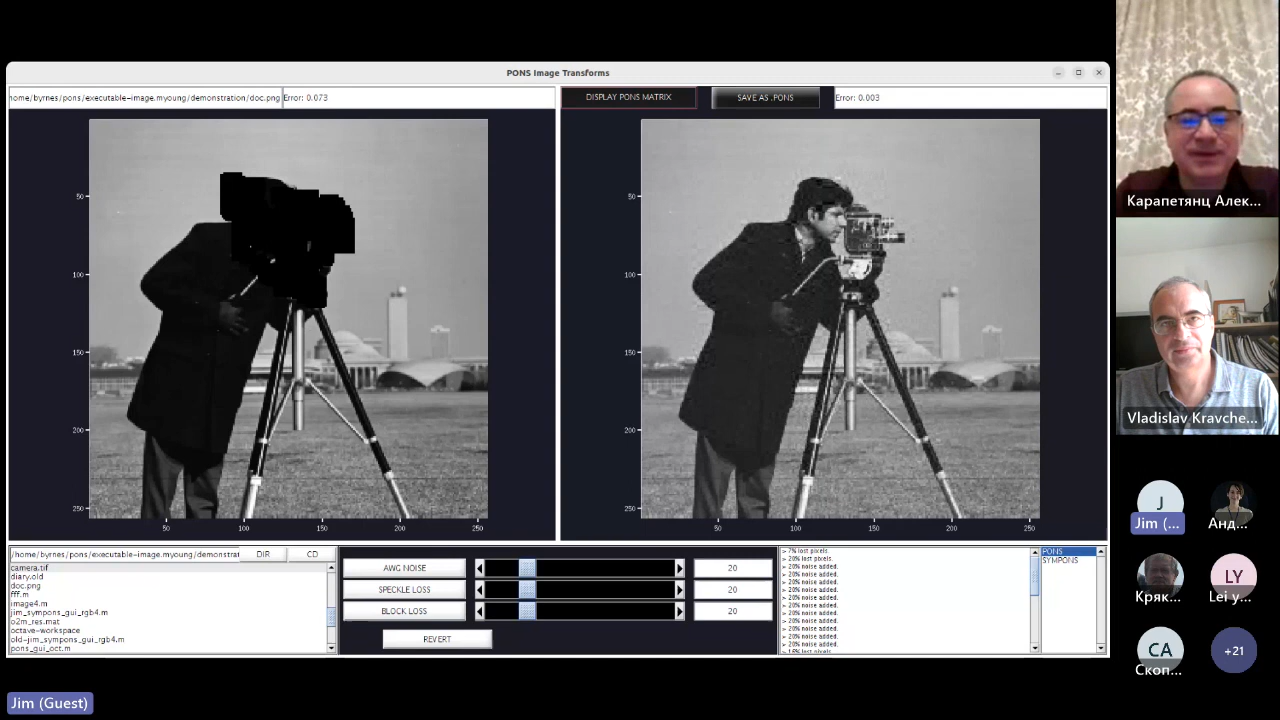 PONS Image Transforms
home/byrnes/pons/executable-image.myoung/demonstration/doc.png
Error: 0.073
DISPLAY PONS MATRIX
SAVE AS .PONS
Error: 0.003
50
100
150
200
250
50
100
150
200
250
50
100
150
200
250
50
100
150
200
250
/home/byrnes/pons/executable-image.myoung/demonstrat
DIR
CD
camera.tif
diary.old
doc.png
fff.m
image4.m
jim_sympons_gui_rgb4.m
o2m_res.mat
octave-workspace
old-jim_sympons_gui_rgb4.m
pons_gui_oct.m
AWG NOISE
20
SPECKLE LOSS
20
BLOCK LOSS
20
REVERT
> 7% lost pixels.
> 20% lost pixels.
> 20% noise added.
> 20% noise added.
> 20% noise added.
> 20% noise added.
> 20% noise added.
> 20% noise added.
> 20% noise added.
> 20% noise added.
> 20% noise added.
> 20% noise added.
> 16% lost pixels.
PONS
SYMPONS
Карапетянц Алек...
Vladislav Kravche...
J
Jim (...
Анд...
Кряк...
LY
Lei y...
CA
Скоп...
+21
Jim (Guest)